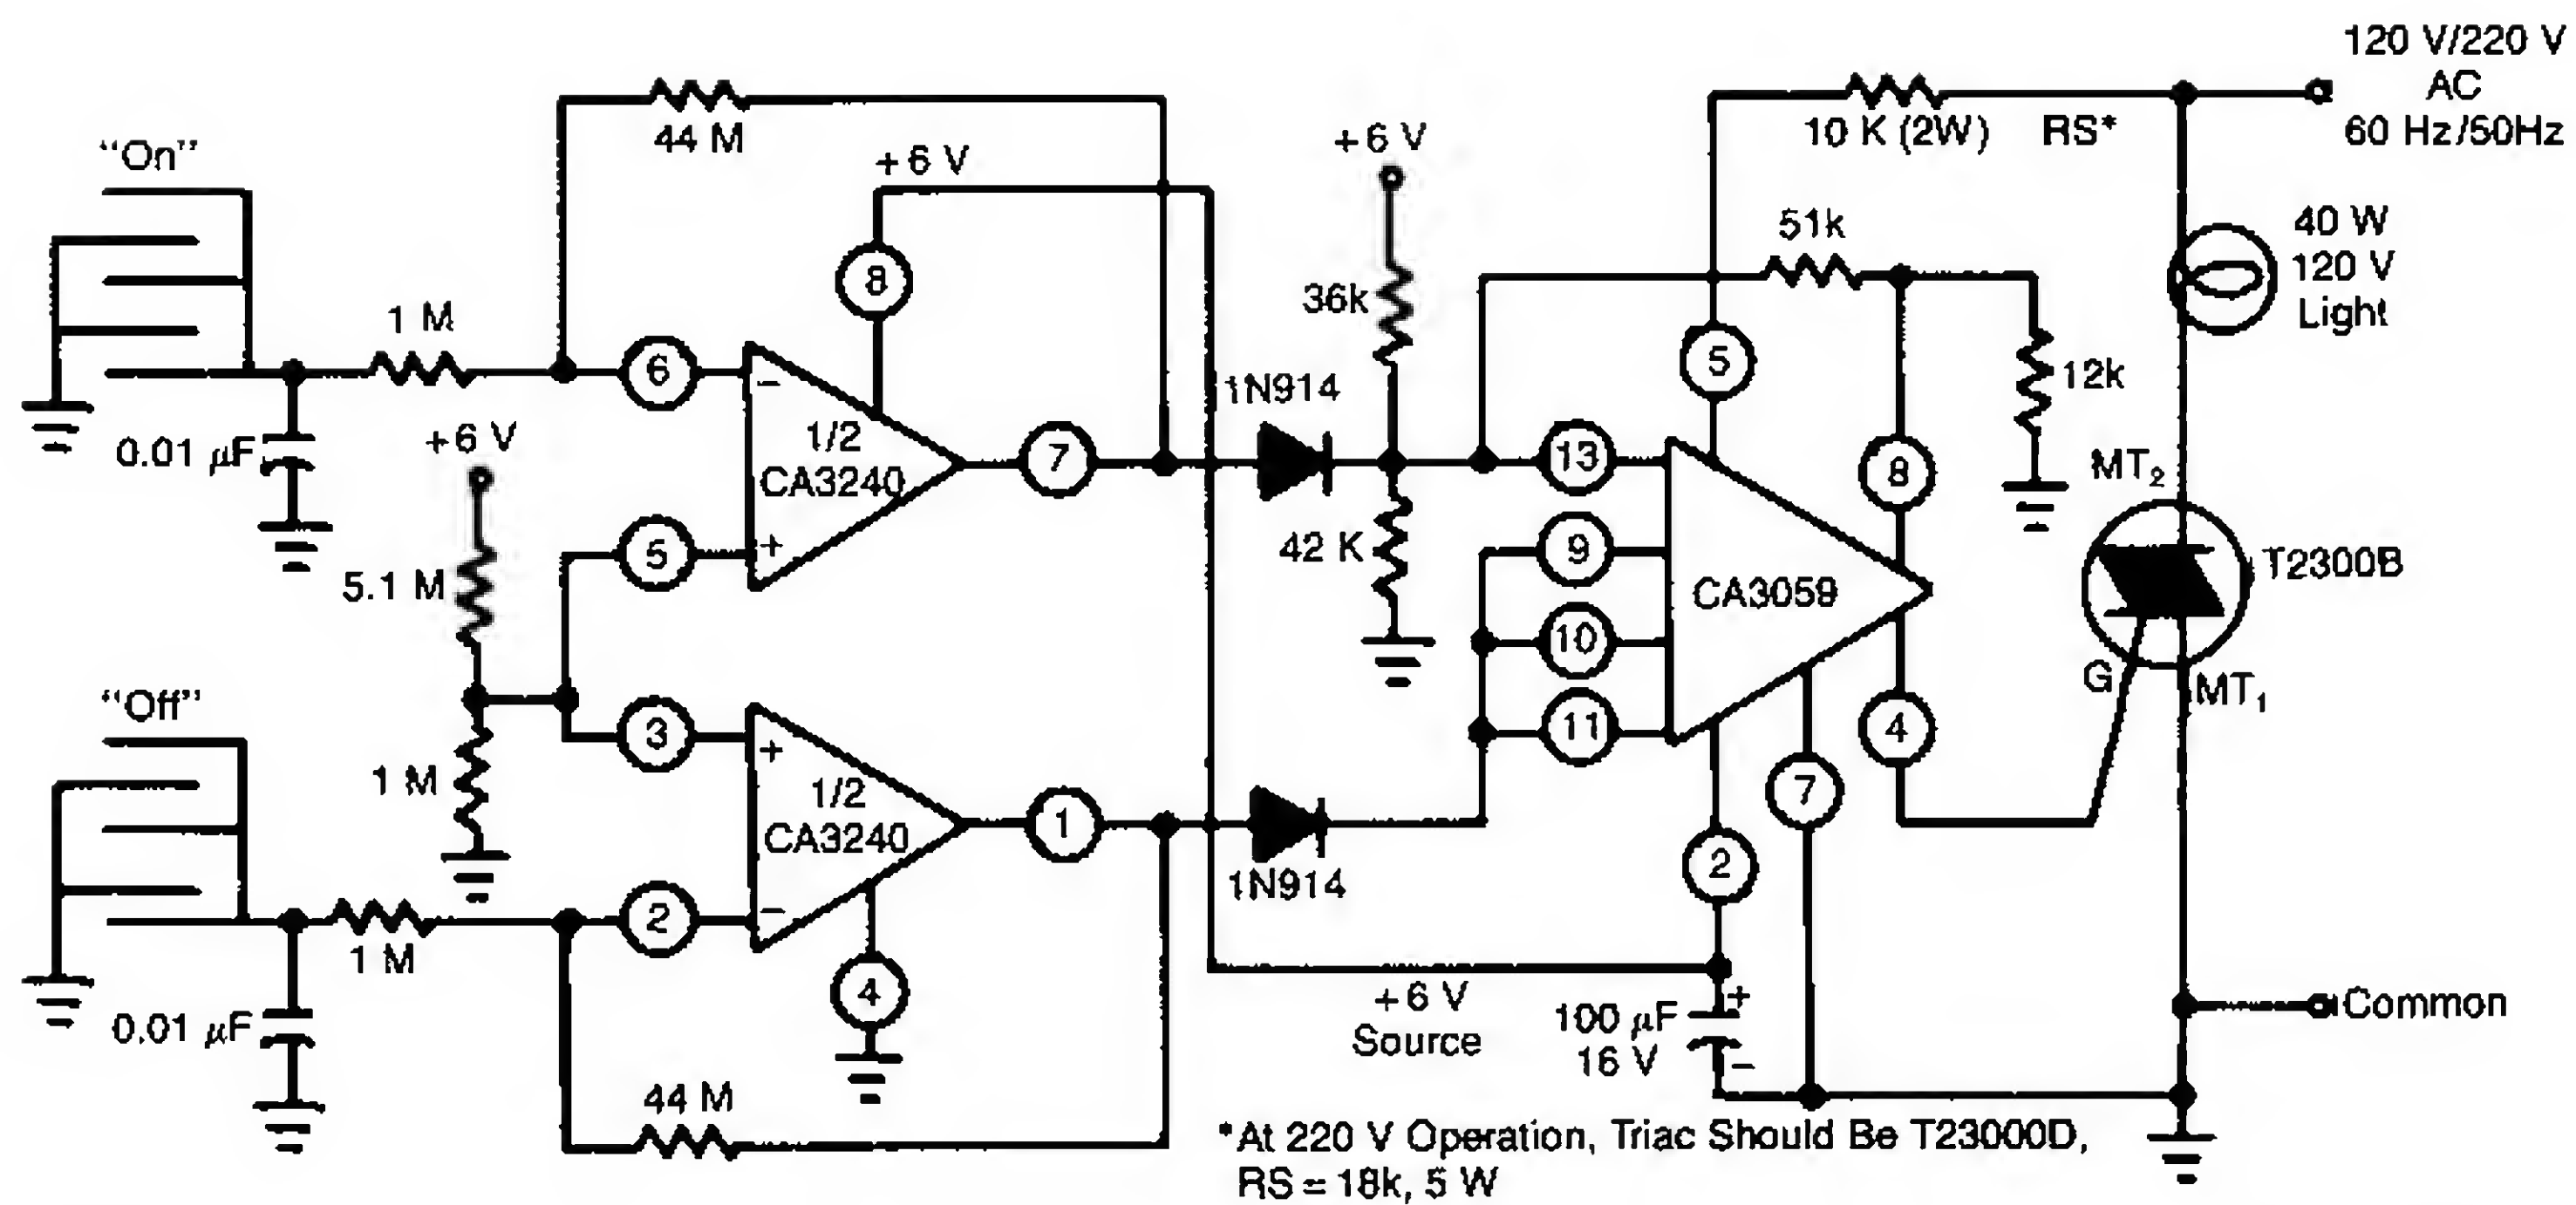 120 V/220 V
AC
60 Hz/50Hz
10 K (2W)
RS*
44 M
+6 V
+6 V
"On"
51k
40 W
120 V
Light
8
36k
1 M
5
12k
6
−
1N914
0.01 µF
+6 V
1/2
CA3240
7
13
8
MT2
5
+
5.1 M
42 K
9
CA3059
T2300B
10
G
MT1
"Off"
3
+
11
4
1 M
1/2
CA3240
1
7
2
−
1N914
2
1 M
4
+6 V
Source
+
100 µF
16 V
−
Common
0.01 µF
44 M
*At 220 V Operation, Triac Should Be T23000D,
RS = 18k, 5 W